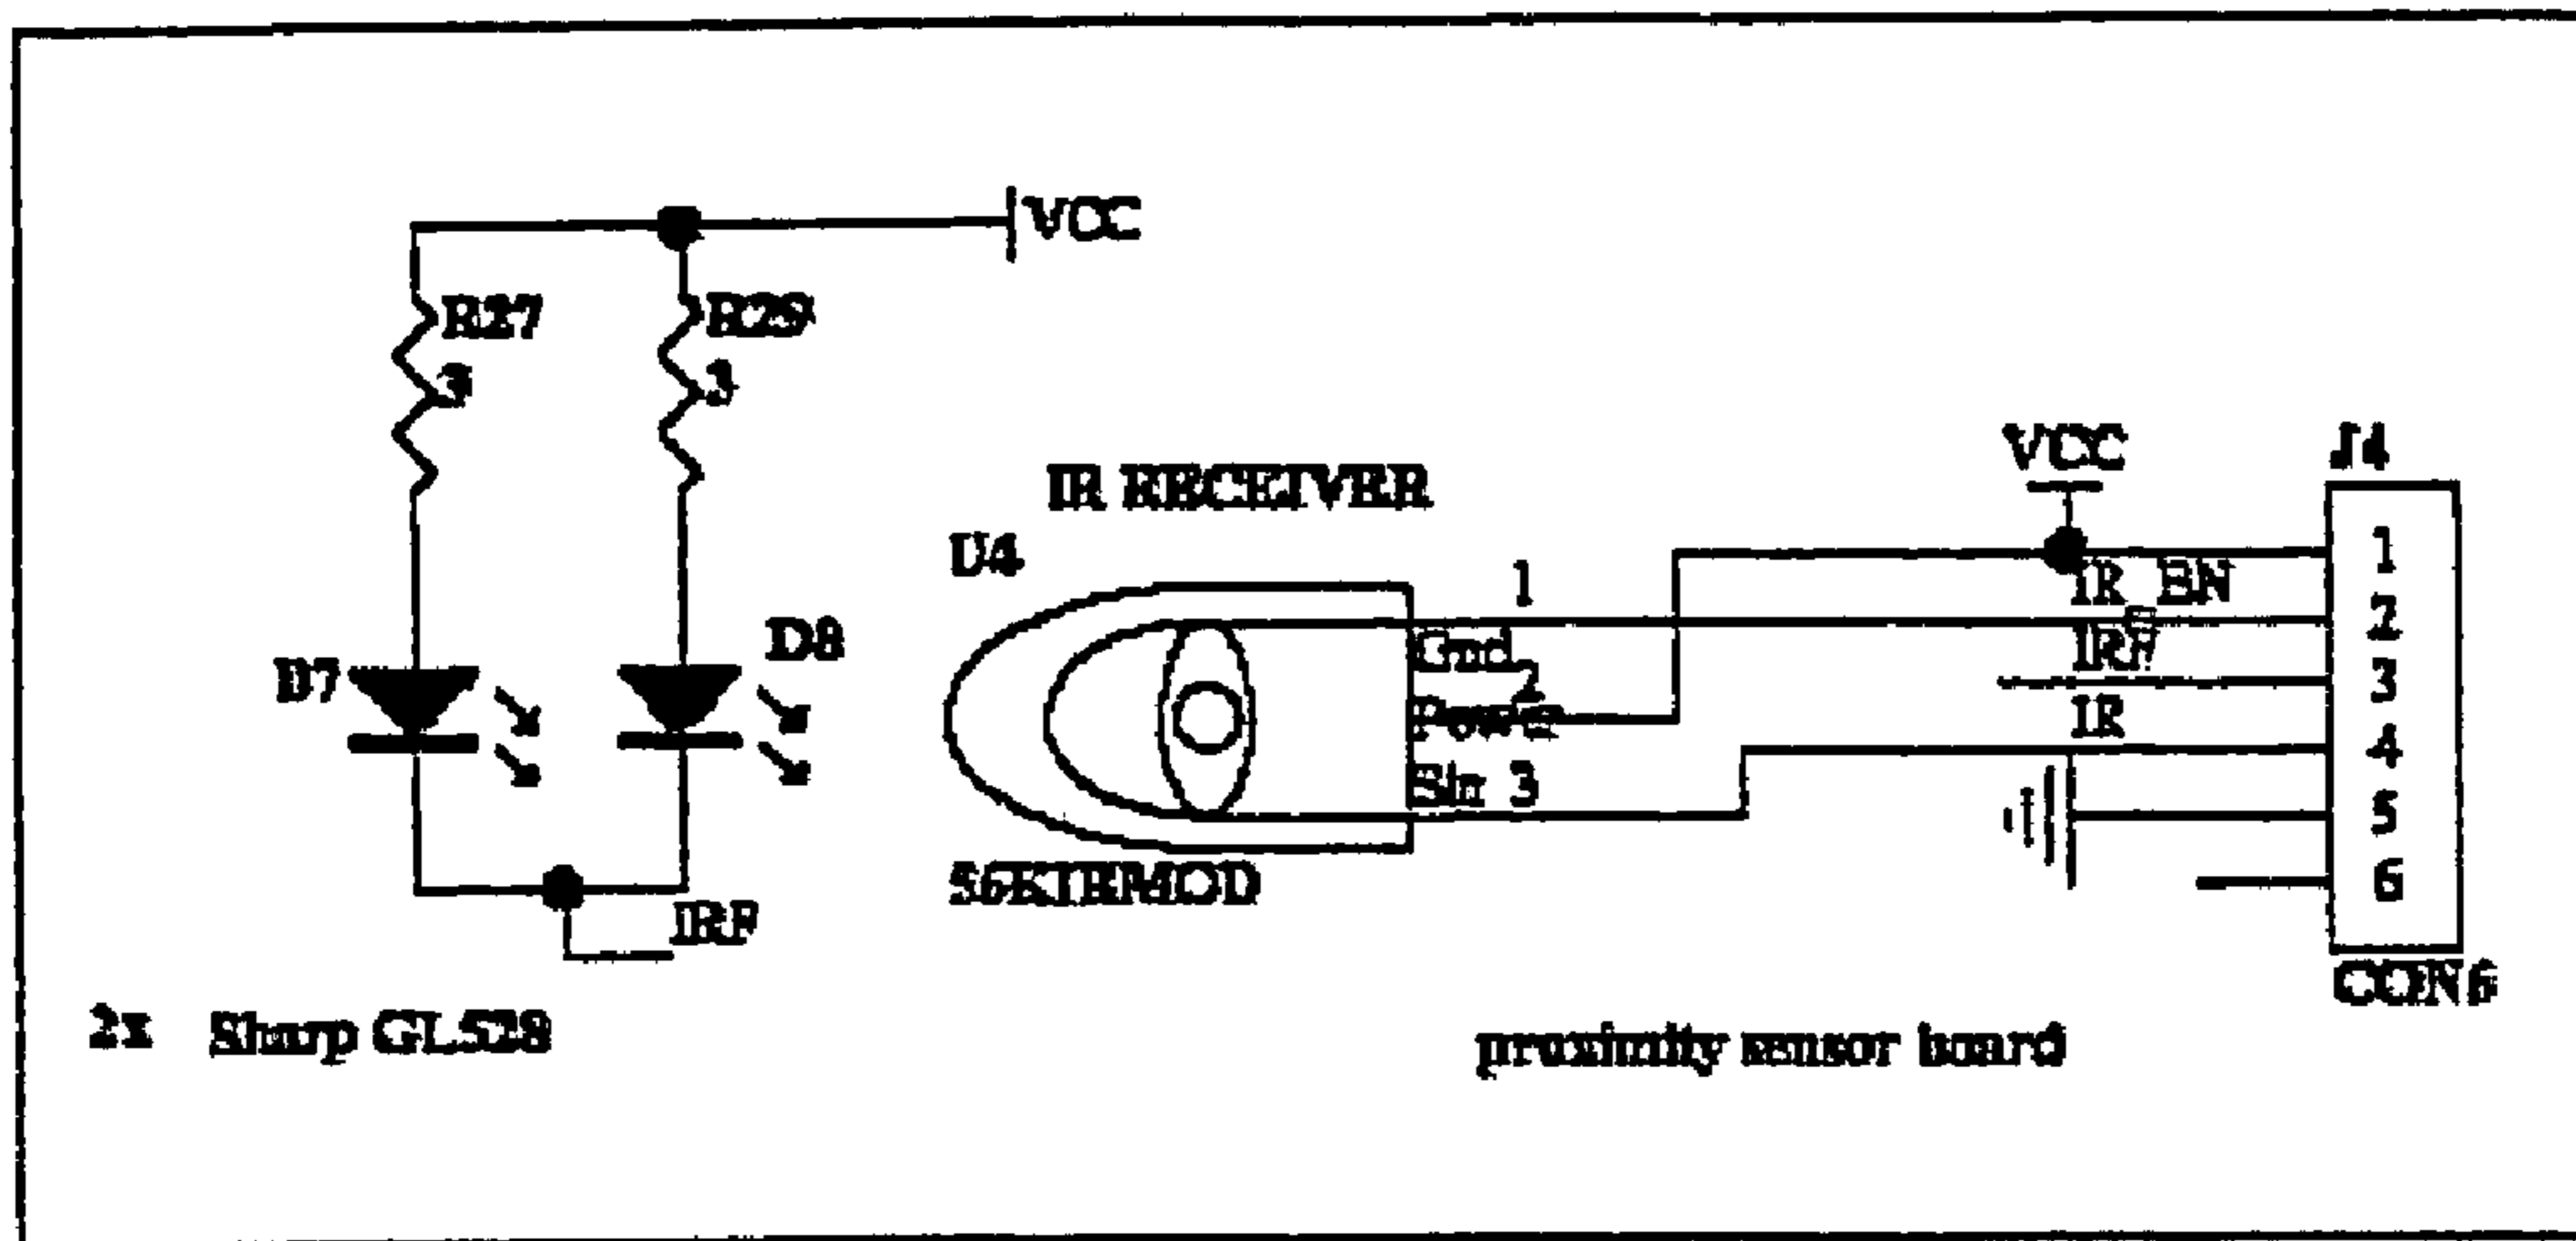 VCC
R27
3
R29
3
D7
D8
IRF
2x Sharp GL528
IR RECEIVER
U4
1
Gnd
2
Power
3
56KIRMOD
VCC
J4
IR_EN
IRF
IR
1
2
3
4
5
6
CON6
proximity sensor board